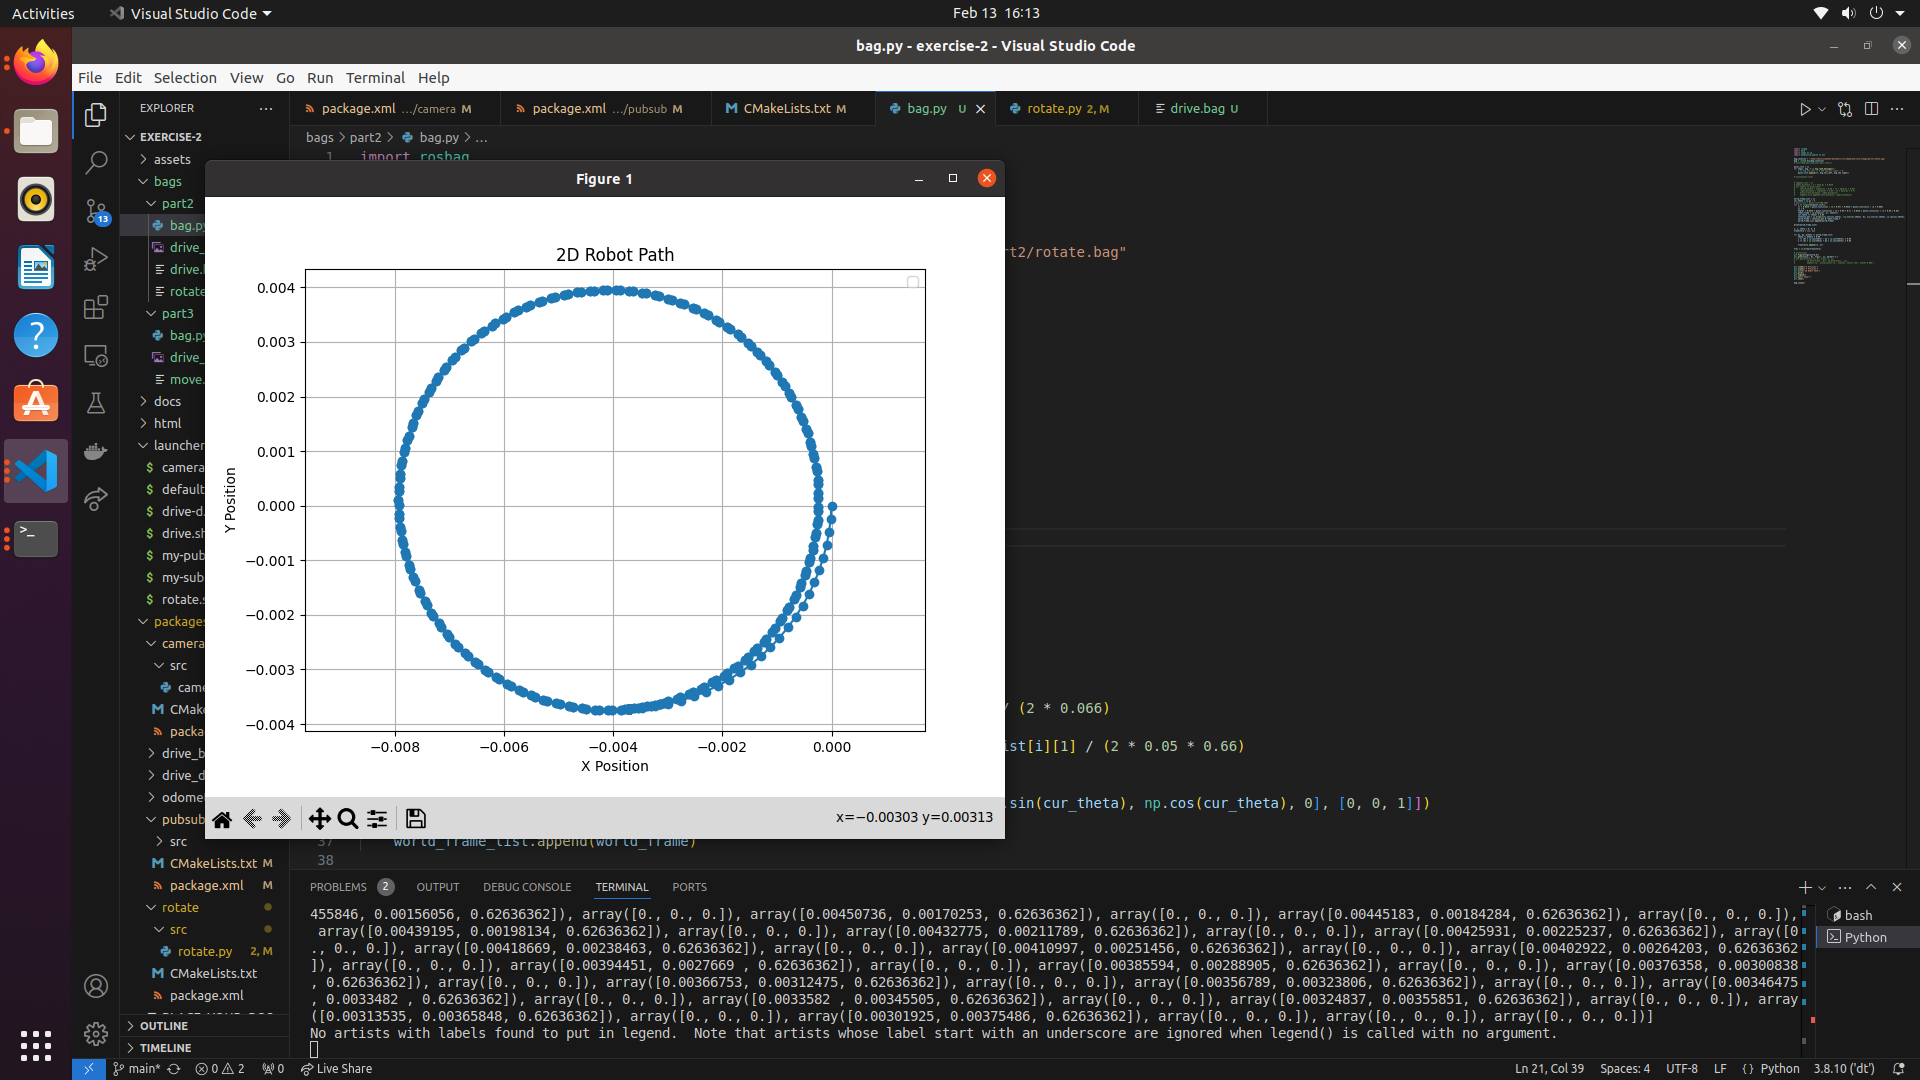 Activities
Visual Studio Code
Feb 13 16:13
bag.py - exercise-2 - Visual Studio Code
File Edit Selection View Go Run Terminal Help
EXPLORER
package.xml .../camera M
package.xml .../pubsub M
CMakeLists.txt M
bag.py U
rotate.py 2, M
drive.bag U
bags > part2 > bag.py > ...
EXERCISE-2
assets
bags
part2
bag.py
drive_
drive.
rotate
part3
bag.py
drive_
move.
docs
html
launcher
camera
default
drive-d
drive.sh
my-pub
my-sub
rotate.s
packages
camera
src
came
CMake
packa
drive_b
drive_d
odome
pubsub
src
CMakeLists.txt M
package.xml M
rotate
src
rotate.py 2, M
CMakeLists.txt
package.xml
OUTLINE
TIMELINE
13
1 import rosbag
rt2/rotate.bag"
/ (2 * 0.066)
ist[i][1] / (2 * 0.05 * 0.66)
.sin(cur_theta), np.cos(cur_theta), 0], [0, 0, 1]])
37 world_frame_list.append(world_frame)
38
Figure 1
2D Robot Path
0.004
0.003
0.002
0.001
0.000
−0.001
−0.002
−0.003
−0.004
Y Position
−0.008 −0.006 −0.004 −0.002 0.000
X Position
x=−0.00303 y=0.00313
PROBLEMS 2 OUTPUT DEBUG CONSOLE TERMINAL PORTS
455846, 0.00156056, 0.62636362]), array([0., 0., 0.]), array([0.00450736, 0.00170253, 0.62636362]), array([0., 0., 0.]), array([0.00445183, 0.00184284, 0.62636362]), array([0., 0., 0.]),
array([0.00439195, 0.00198134, 0.62636362]), array([0., 0., 0.]), array([0.00432775, 0.00211789, 0.62636362]), array([0., 0., 0.]), array([0.00425931, 0.00225237, 0.62636362]), array([0
., 0., 0.]), array([0.00418669, 0.00238463, 0.62636362]), array([0., 0., 0.]), array([0.00410997, 0.00251456, 0.62636362]), array([0., 0., 0.]), array([0.00402922, 0.00264203, 0.62636362
]), array([0., 0., 0.]), array([0.00394451, 0.0027669 , 0.62636362]), array([0., 0., 0.]), array([0.00385594, 0.00288905, 0.62636362]), array([0., 0., 0.]), array([0.00376358, 0.00300838
, 0.62636362]), array([0., 0., 0.]), array([0.00366753, 0.00312475, 0.62636362]), array([0., 0., 0.]), array([0.00356789, 0.00323806, 0.62636362]), array([0., 0., 0.]), array([0.00346475
, 0.0033482 , 0.62636362]), array([0., 0., 0.]), array([0.0033582 , 0.00345505, 0.62636362]), array([0., 0., 0.]), array([0.00324837, 0.00355851, 0.62636362]), array([0., 0., 0.]), array
([0.00313535, 0.00365848, 0.62636362]), array([0., 0., 0.]), array([0.00301925, 0.00375486, 0.62636362]), array([0., 0., 0.]), array([0., 0., 0.]), array([0., 0., 0.])]
No artists with labels found to put in legend.  Note that artists whose label start with an underscore are ignored when legend() is called with no argument.
bash
Python
main* 0 2 0 Live Share
Ln 21, Col 39 Spaces: 4 UTF-8 LF Python 3.8.10 ('dt')